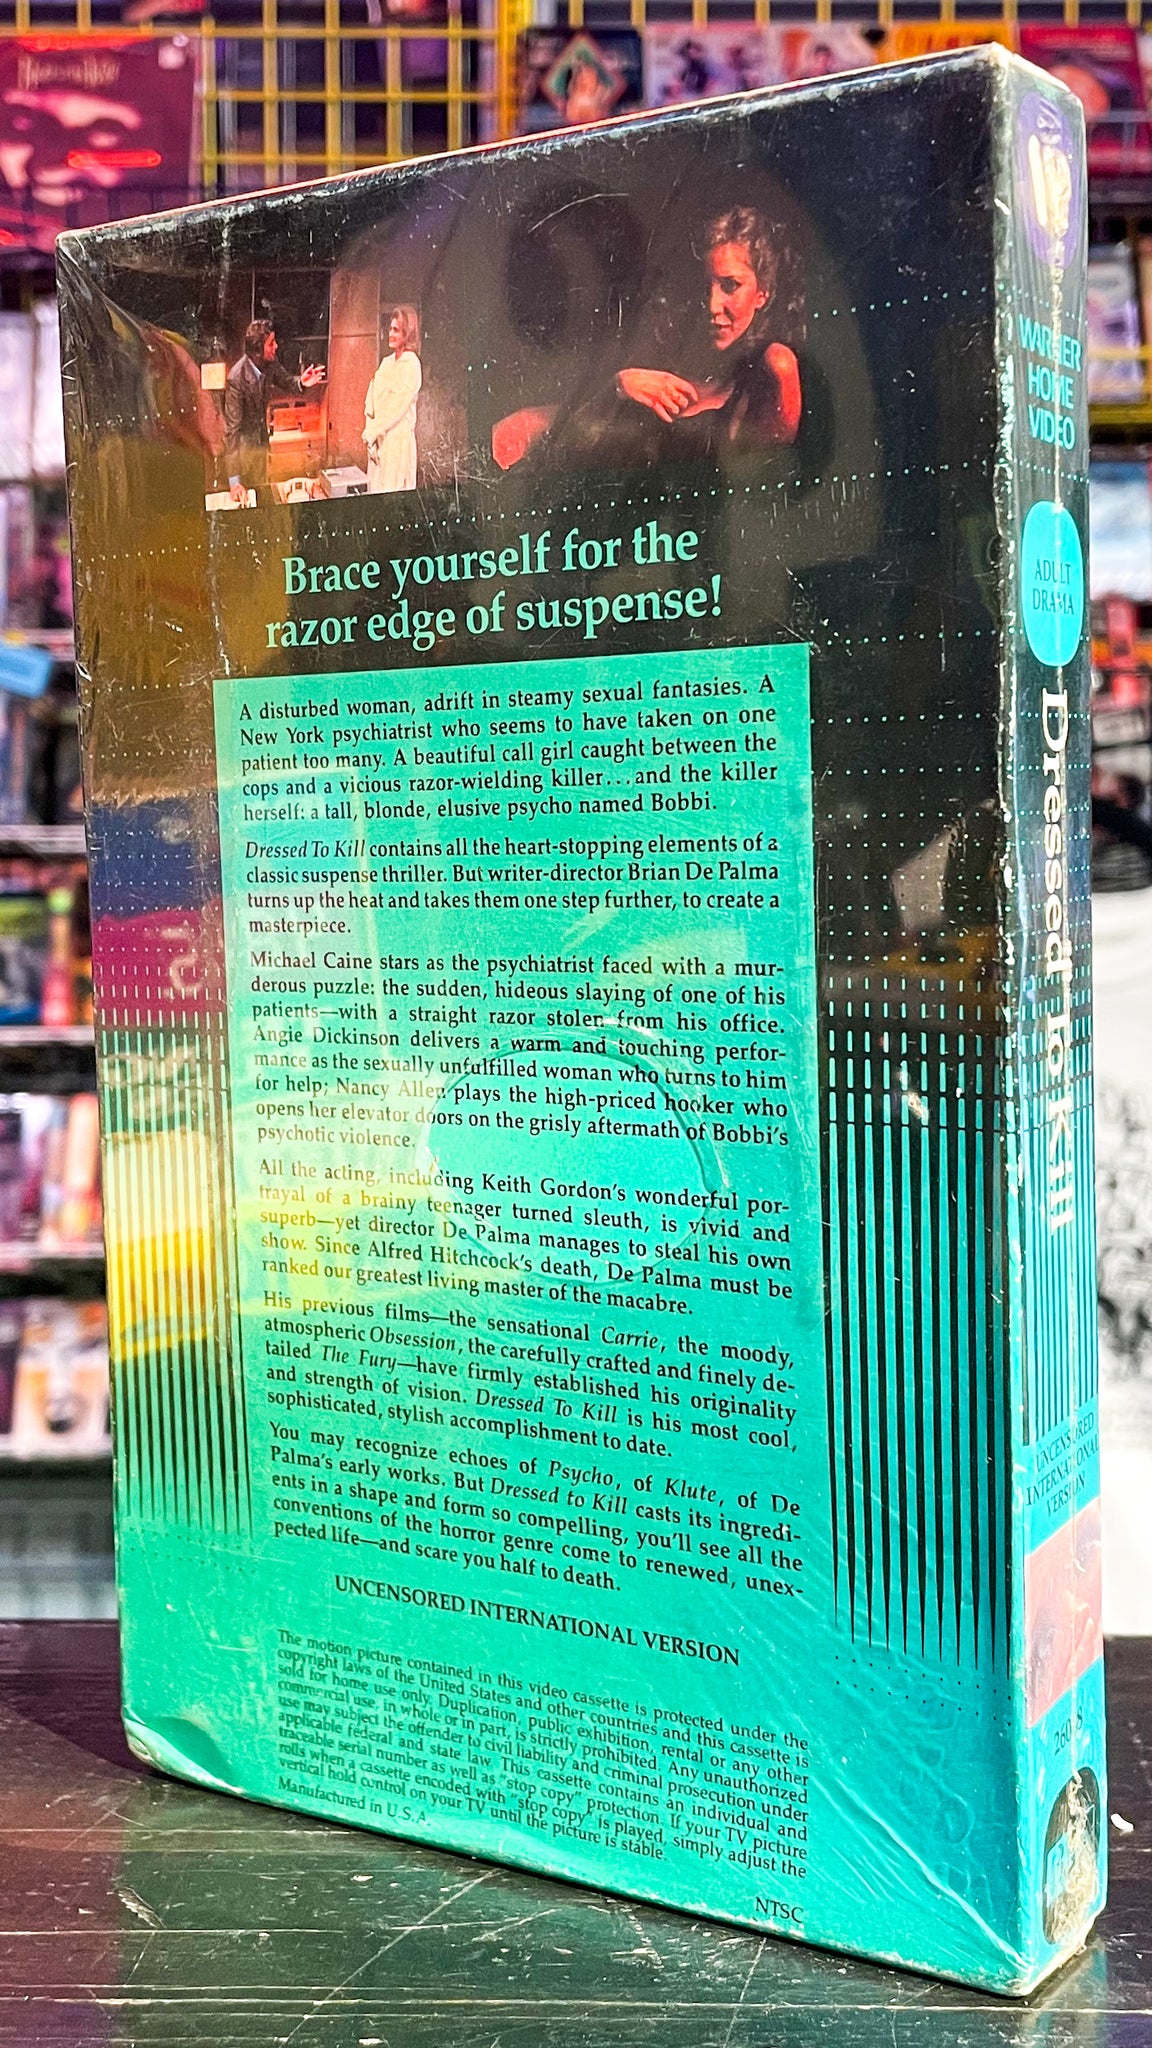 Brace yourself for the
razor edge of suspense!
A disturbed woman, adrift in steamy sexual fantasies. A
New York psychiatrist who seems to have taken on one
patient too many. A beautiful call girl caught between the
cops and a vicious razor-wielding killer...and the killer
herself: a tall, blonde, elusive psycho named Bobbi.
Dressed To Kill contains all the heart-stopping elements of a
classic suspense thriller. But writer-director Brian De Palma
turns up the heat and takes them one step further, to create a
masterpiece.
Michael Caine stars as the psychiatrist faced with a mur-
derous puzzle: the sudden, hideous slaying of one of his
patients—with a straight razor stolen from his office.
Angie Dickinson delivers a warm and touching perfor-
mance as the sexually unfulfilled woman who turns to him
for help; Nancy Allen plays the high-priced hooker who
opens her elevator doors on the grisly aftermath of Bobbi's
psychotic violence.
All the acting, including Keith Gordon's wonderful por-
trayal of a brainy teenager turned sleuth, is vivid and
superb—yet director De Palma manages to steal his own
show. Since Alfred Hitchcock's death, De Palma must be
ranked our greatest living master of the macabre.
His previous films—the sensational Carrie, the moody,
atmospheric Obsession, the carefully crafted and finely de-
tailed The Fury—have firmly established his originality
and strength of vision. Dressed To Kill is his most cool,
sophisticated, stylish accomplishment to date.
You may recognize echoes of Psycho, of Klute, of De
Palma's early works. But Dressed to Kill casts its ingredi-
ents in a shape and form so compelling, you'll see all the
conventions of the horror genre come to renewed, unex-
pected life—and scare you half to death.
UNCENSORED INTERNATIONAL VERSION
The motion picture contained in this video cassette is protected under the
copyright laws of the United States and other countries and this cassette is
sold for home use only. Duplication, public exhibition, rental or any other
commercial use, in whole or in part, is strictly prohibited. Any unauthorized
use may subject the offender to civil liability and criminal prosecution under
applicable federal and state law. This cassette contains an individual and
traceable serial number as well as "stop copy" protection. If your TV picture
rolls when a cassette encoded with "stop copy" is played, simply adjust the
vertical hold control on your TV until the picture is stable.
Manufactured in U.S.A.
NTSC
WARNER
HOME
VIDEO
ADULT
DRAMA
Dressed To Kill
UNCENSORED
INTERNATIONAL
VERSION